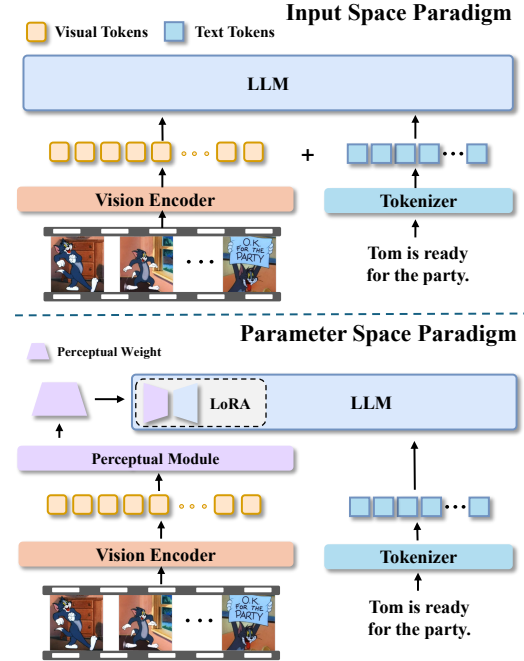 Input Space Paradigm
Visual Tokens
Text Tokens
LLM
+
Vision Encoder
Tokenizer
O.K.
FOR THE
PARTY
Tom is ready
for the party.
Parameter Space Paradigm
Perceptual Weight
LoRA
LLM
Perceptual Module
Vision Encoder
Tokenizer
O.K.
FOR THE
PARTY
Tom is ready
for the party.